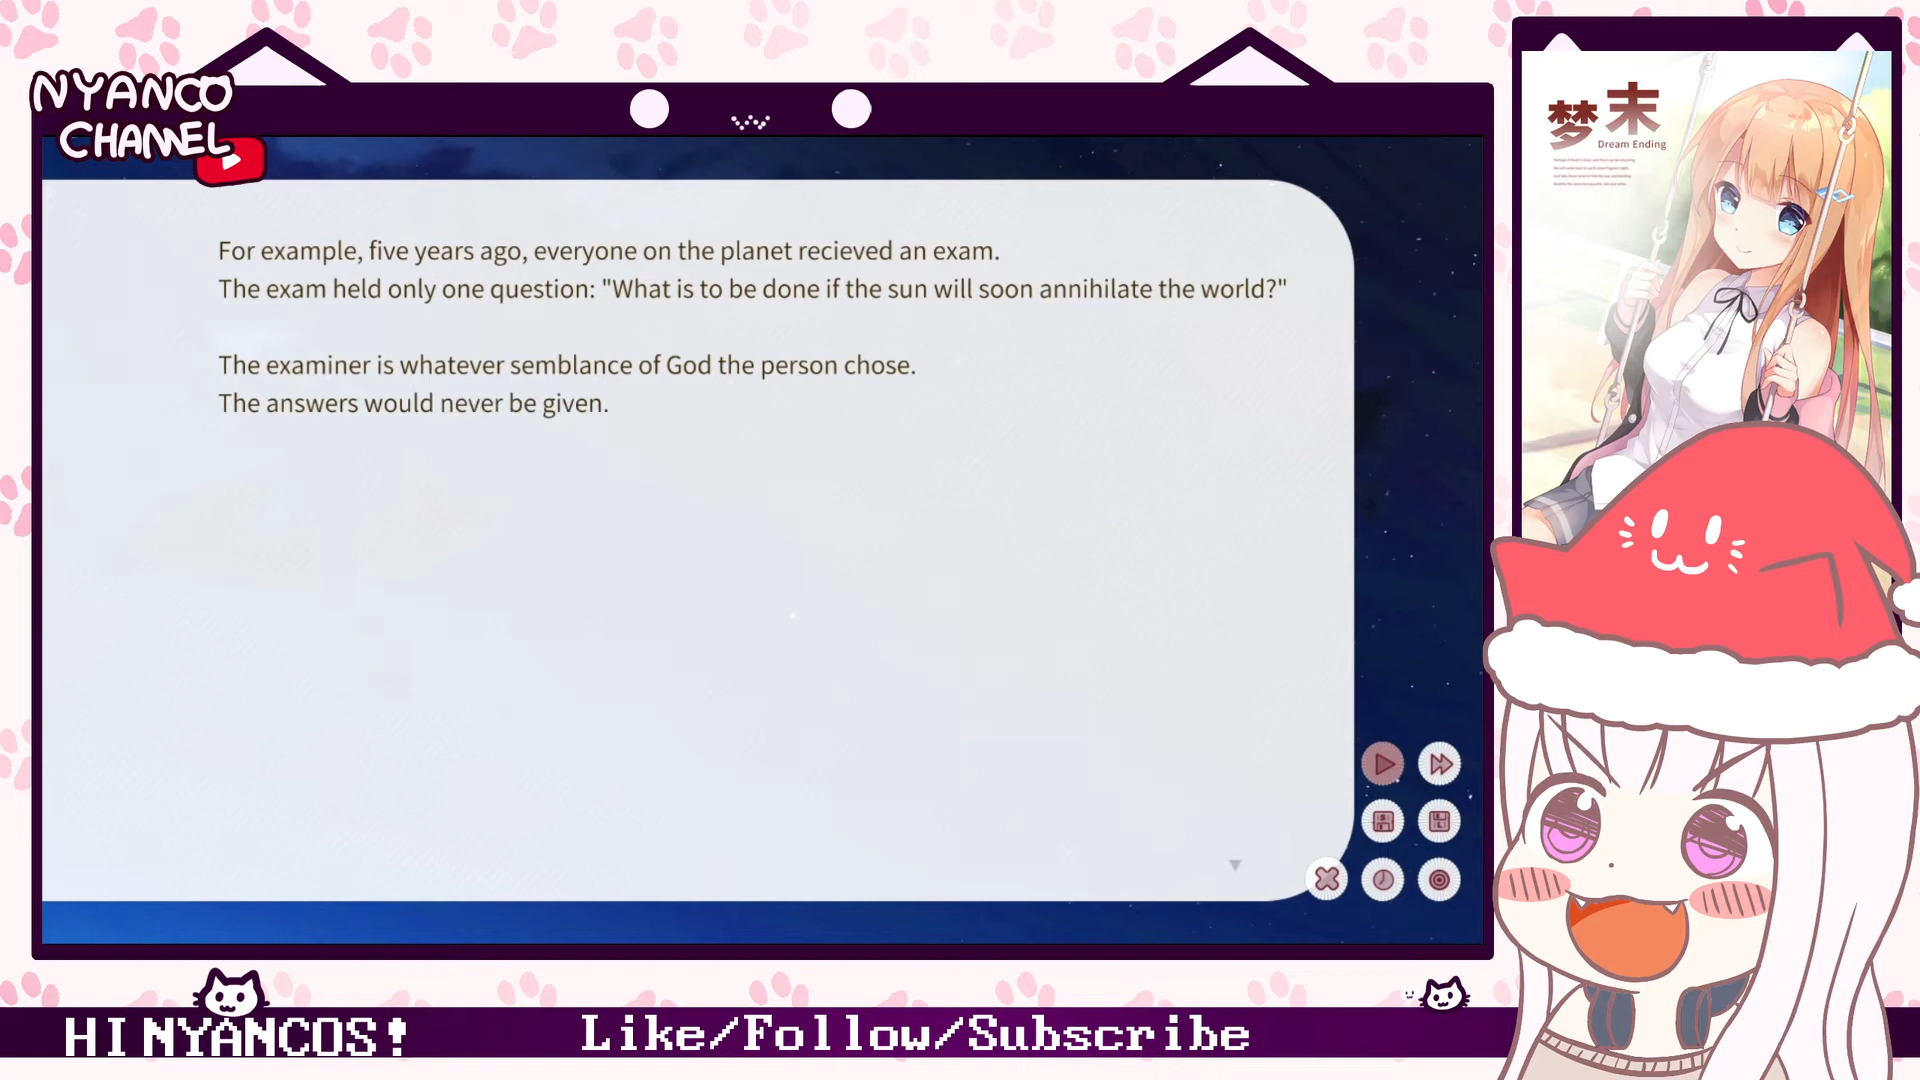 NYANCO
CHANNEL
For example, five years ago, everyone on the planet recieved an exam.
The exam held only one question: "What is to be done if the sun will soon annihilate the world?"
The examiner is whatever semblance of God the person chose.
The answers would never be given.
梦末
Dream Ending
HI NYANCOS!
Like/Follow/Subscribe